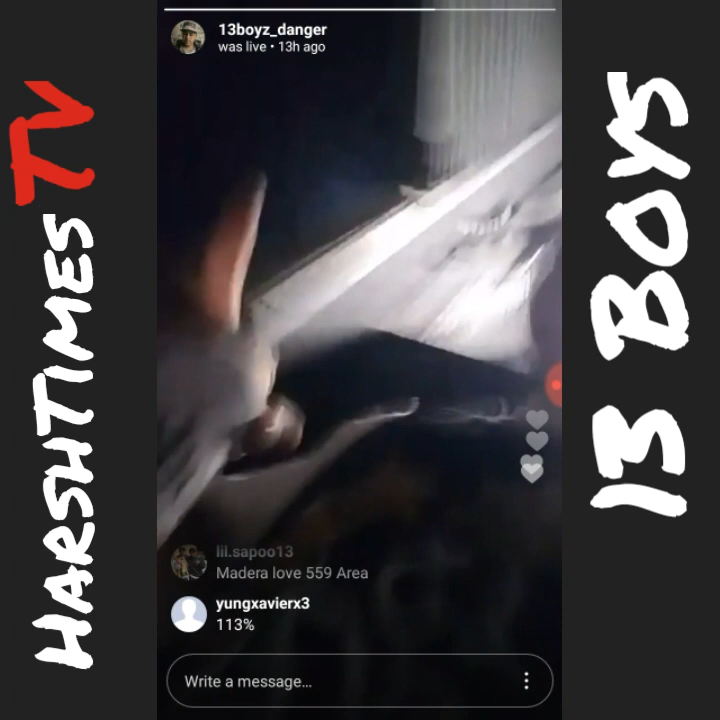 HARSHTIMES TV
13boyz_danger
was live • 13h ago
lil.sapoo13
Madera love 559 Area
yungxavierx3
113%
Write a message...
13 BOYS